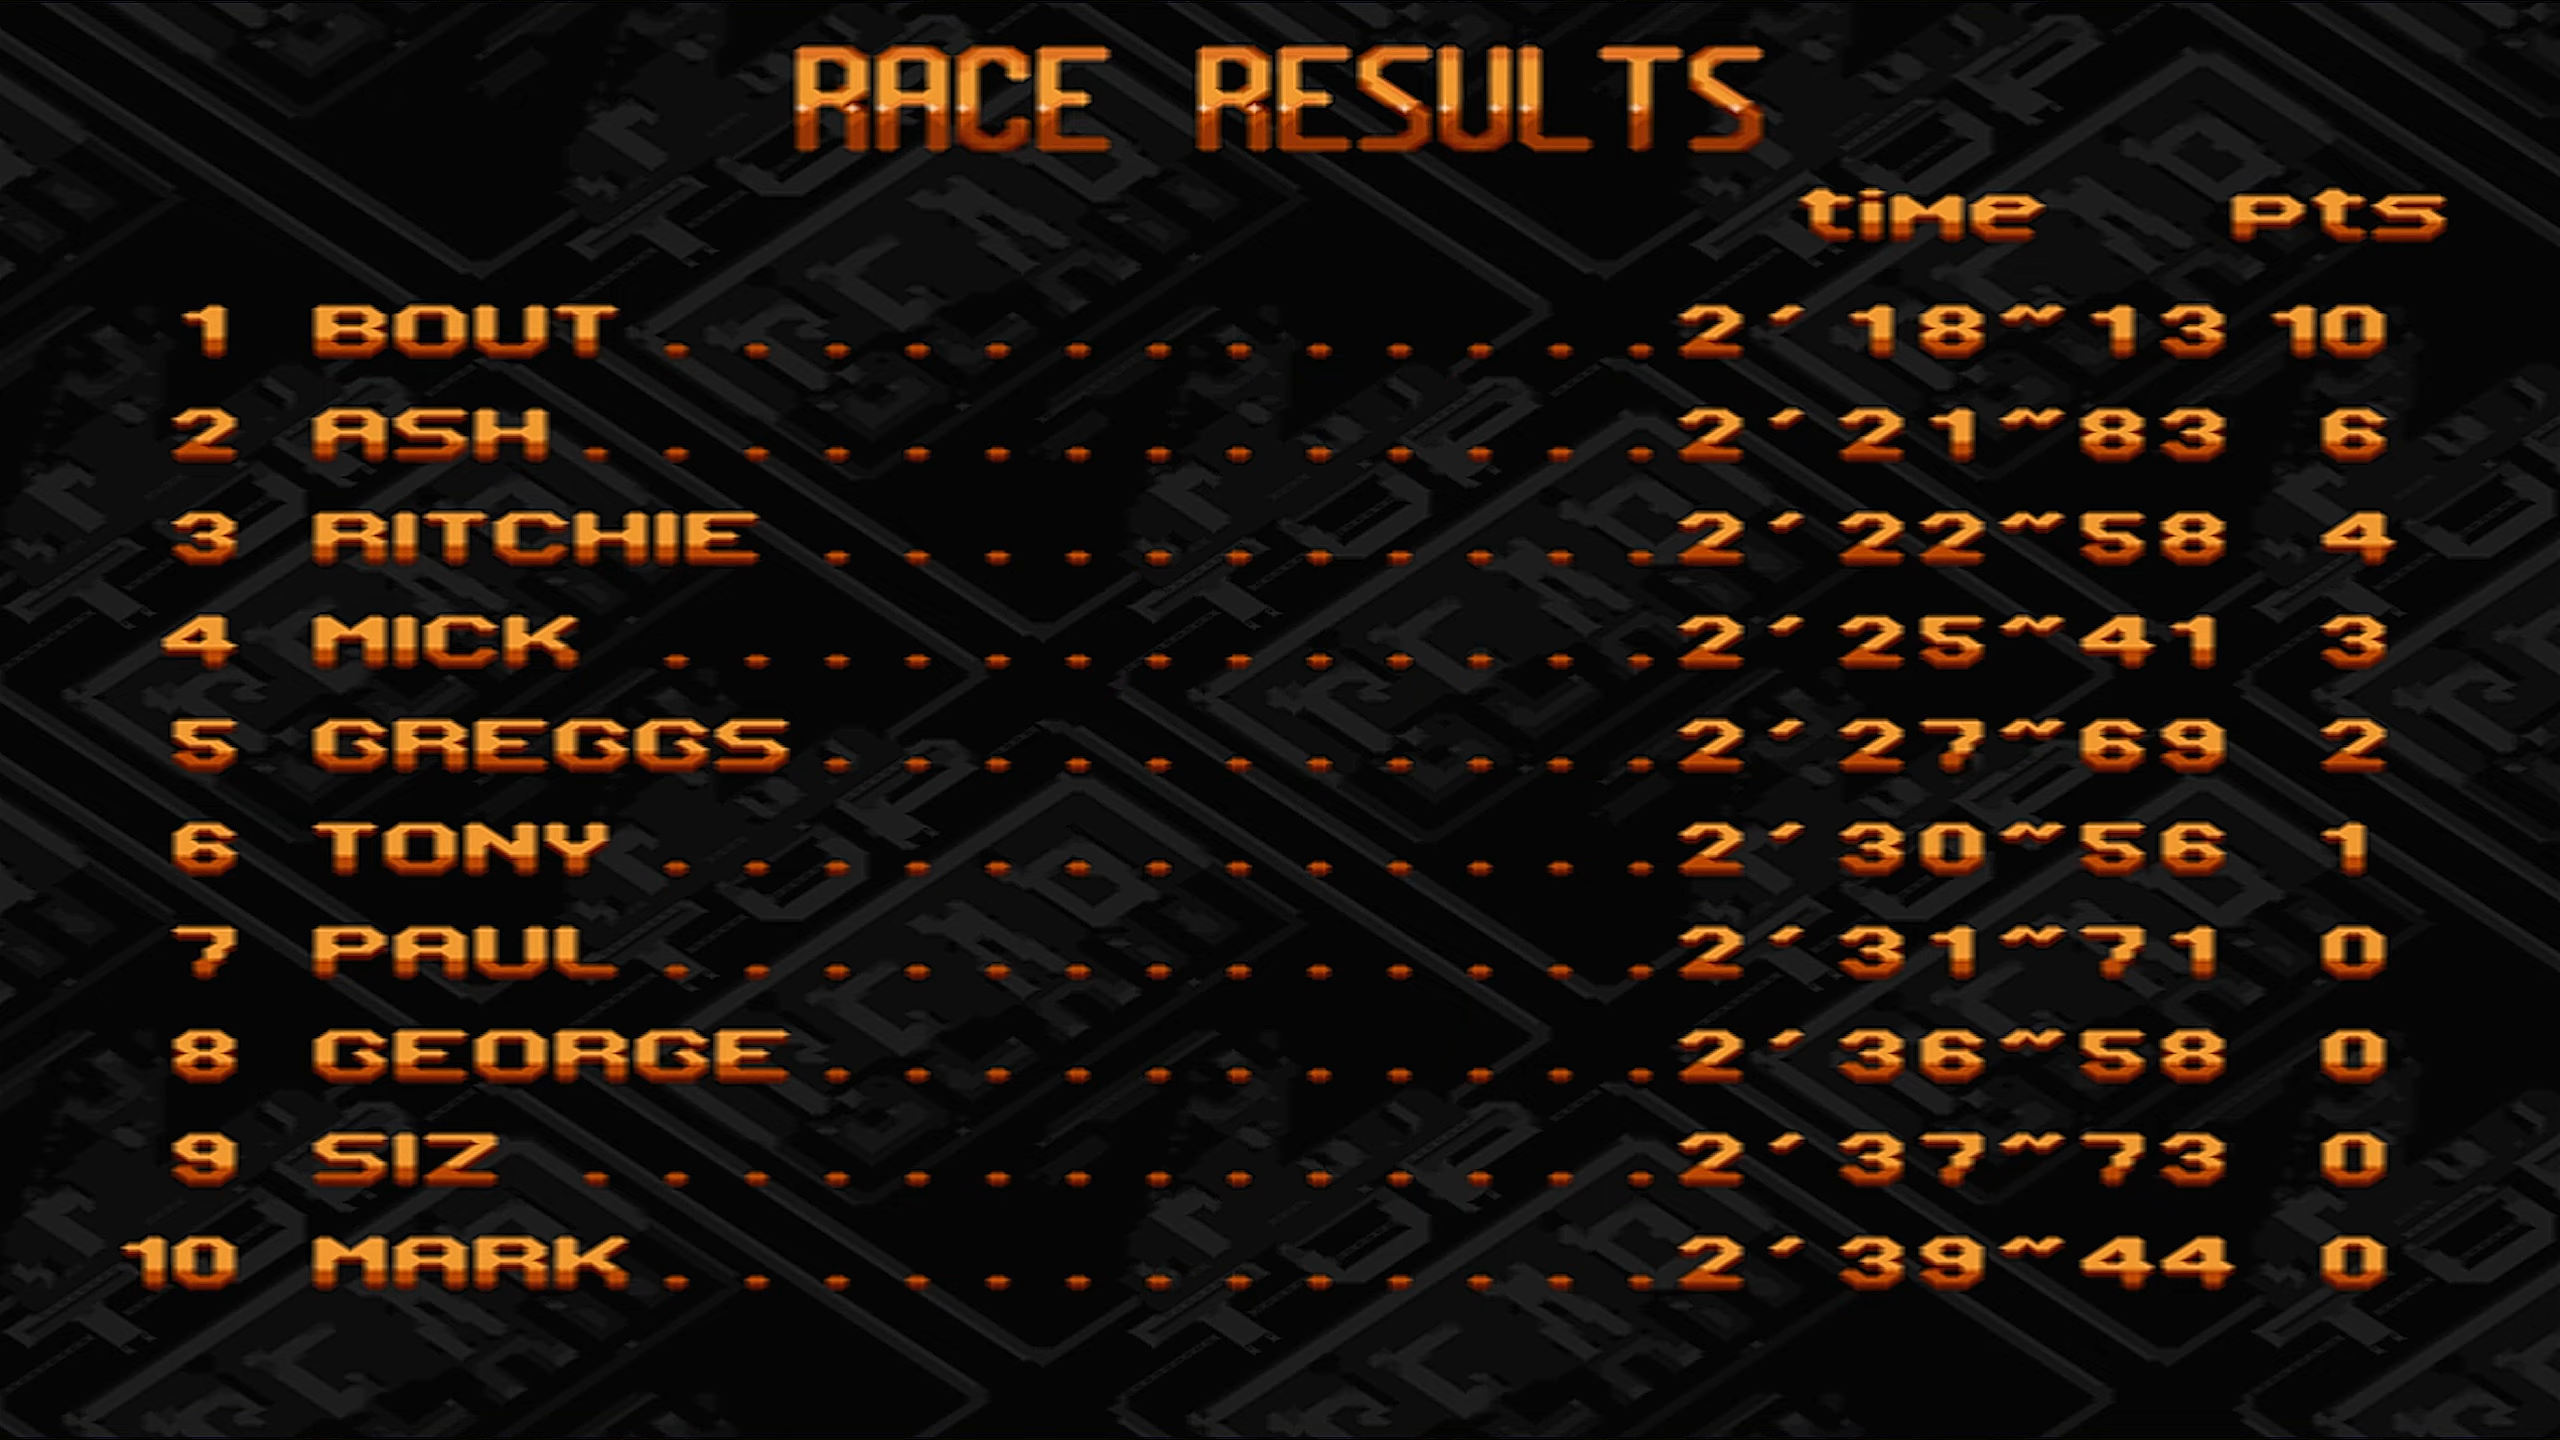 RACE RESULTS
time pts
1 BOUT . . . . . . . . . . . . . 2'18"13 10
2 ASH . . . . . . . . . . . . . . 2'21"83 6
3 RITCHIE . . . . . . . . . . . 2'22"58 4
4 MICK . . . . . . . . . . . . . 2'25"41 3
5 GREGGS . . . . . . . . . . . 2'27"69 2
6 TONY . . . . . . . . . . . . . 2'30"56 1
7 PAUL . . . . . . . . . . . . . 2'31"71 0
8 GEORGE . . . . . . . . . . . 2'36"58 0
9 SIZ . . . . . . . . . . . . . . 2'37"73 0
10 MARK . . . . . . . . . . . . . 2'39"44 0